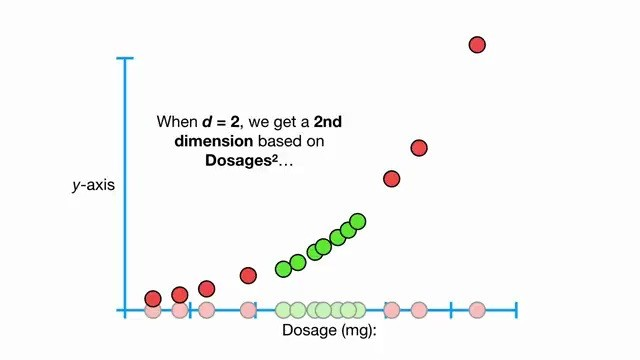 When d = 2, we get a 2nd
dimension based on
Dosages²…
y-axis
Dosage (mg):